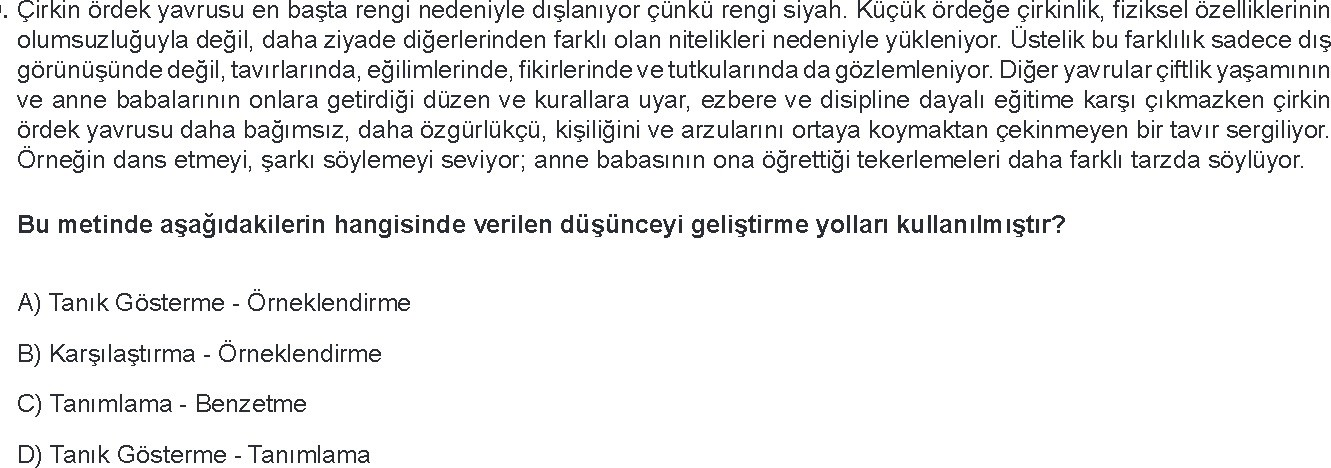 . Çirkin ördek yavrusu en başta rengi nedeniyle dışlanıyor çünkü rengi siyah. Küçük ördeğe çirkinlik, fiziksel özelliklerinin
olumsuzluğuyla değil, daha ziyade diğerlerinden farklı olan nitelikleri nedeniyle yükleniyor. Üstelik bu farklılık sadece dış
görünüşünde değil, tavırlarında, eğilimlerinde, fikirlerinde ve tutkularında da gözlemleniyor. Diğer yavrular çiftlik yaşamının
ve anne babalarının onlara getirdiği düzen ve kurallara uyar, ezbere ve disipline dayalı eğitime karşı çıkmazken çirkin
ördek yavrusu daha bağımsız, daha özgürlükçü, kişiliğini ve arzularını ortaya koymaktan çekinmeyen bir tavır sergiliyor.
Örneğin dans etmeyi, şarkı söylemeyi seviyor; anne babasının ona öğrettiği tekerlemeleri daha farklı tarzda söylüyor.
Bu metinde aşağıdakilerin hangisinde verilen düşünceyi geliştirme yolları kullanılmıştır?
A) Tanık Gösterme - Örneklendirme
B) Karşılaştırma - Örneklendirme
C) Tanımlama - Benzetme
D) Tanık Gösterme - Tanımlama